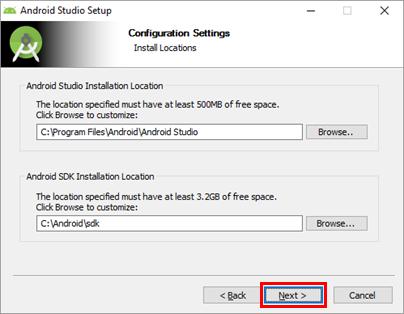 Android Studio Setup
Configuration Settings
Install Locations
Android Studio Installation Location
The location specified must have at least 500MB of free space.
Click Browse to customize:
C:\Program Files\Android\Android Studio
Browse..
Android SDK Installation Location
The location specified must have at least 3.2GB of free space.
Click Browse to customize:
C:\Android\sdk
Browse...
< Back
Next >
Cancel